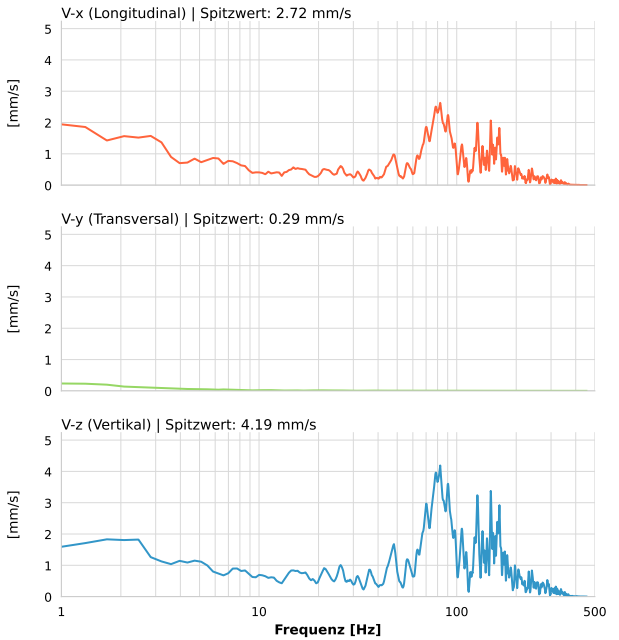 V-x (Longitudinal) | Spitzwert: 2.72 mm/s
5
4
3
2
1
0
[mm/s]
V-y (Transversal) | Spitzwert: 0.29 mm/s
5
4
3
2
1
0
[mm/s]
V-z (Vertikal) | Spitzwert: 4.19 mm/s
5
4
3
2
1
0
[mm/s]
1 10 100 500
Frequenz [Hz]